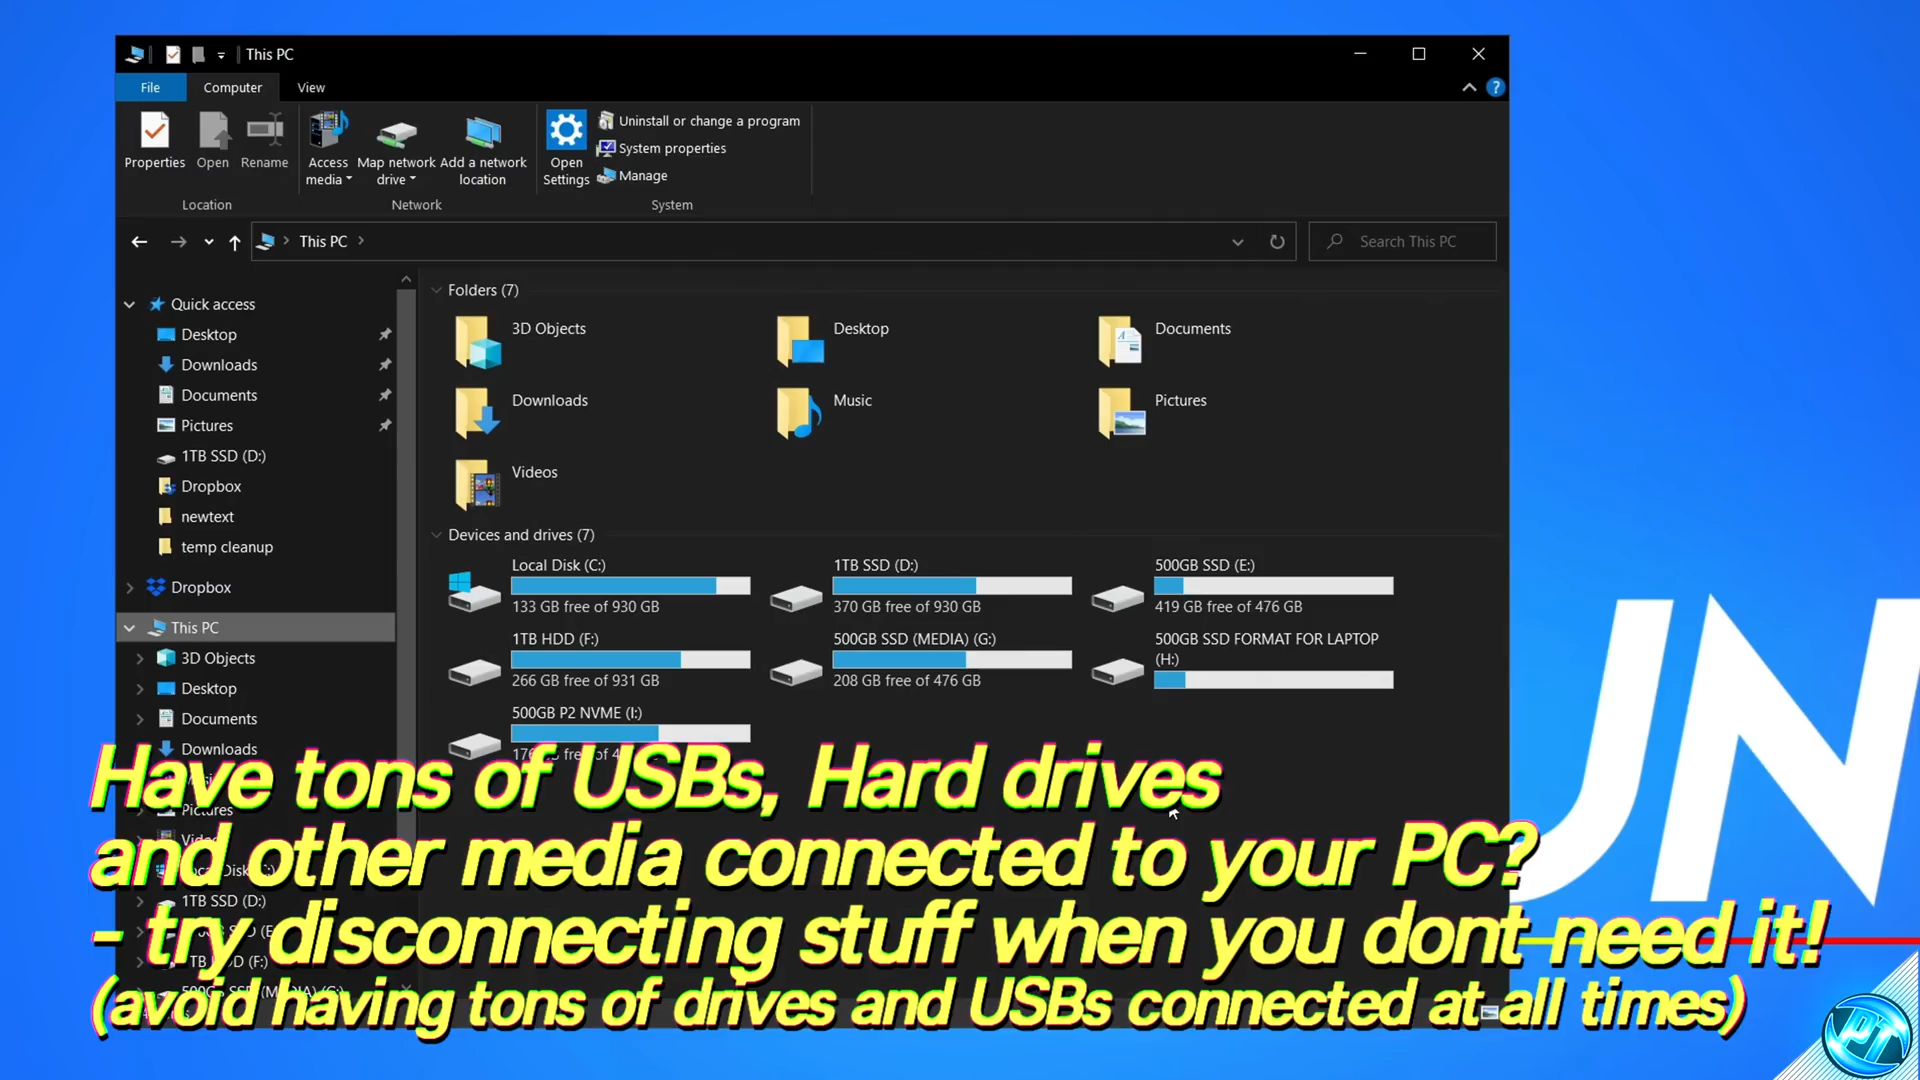 This PC
File
Computer
View
Properties
Open
Rename
Access media
Map network drive
Add a network location
Open Settings
Uninstall or change a program
System properties
Manage
Location
Network
System
This PC
Search This PC
Quick access
Desktop
Downloads
Documents
Pictures
1TB SSD (D:)
Dropbox
newtext
temp cleanup
Dropbox
This PC
3D Objects
Desktop
Documents
Downloads
Pictures
1TB SSD (D:)
Folders (7)
3D Objects
Desktop
Documents
Downloads
Music
Pictures
Videos
Devices and drives (7)
Local Disk (C:)
133 GB free of 930 GB
1TB SSD (D:)
370 GB free of 930 GB
500GB SSD (E:)
419 GB free of 476 GB
1TB HDD (F:)
266 GB free of 931 GB
500GB SSD (MEDIA) (G:)
208 GB free of 476 GB
500GB SSD FORMAT FOR LAPTOP
(H:)
500GB P2 NVME (I:)
Have tons of USBs, Hard drives
and other media connected to your PC?
- try disconnecting stuff when you dont need it!
(avoid having tons of drives and USBs connected at all times)
JN
PT